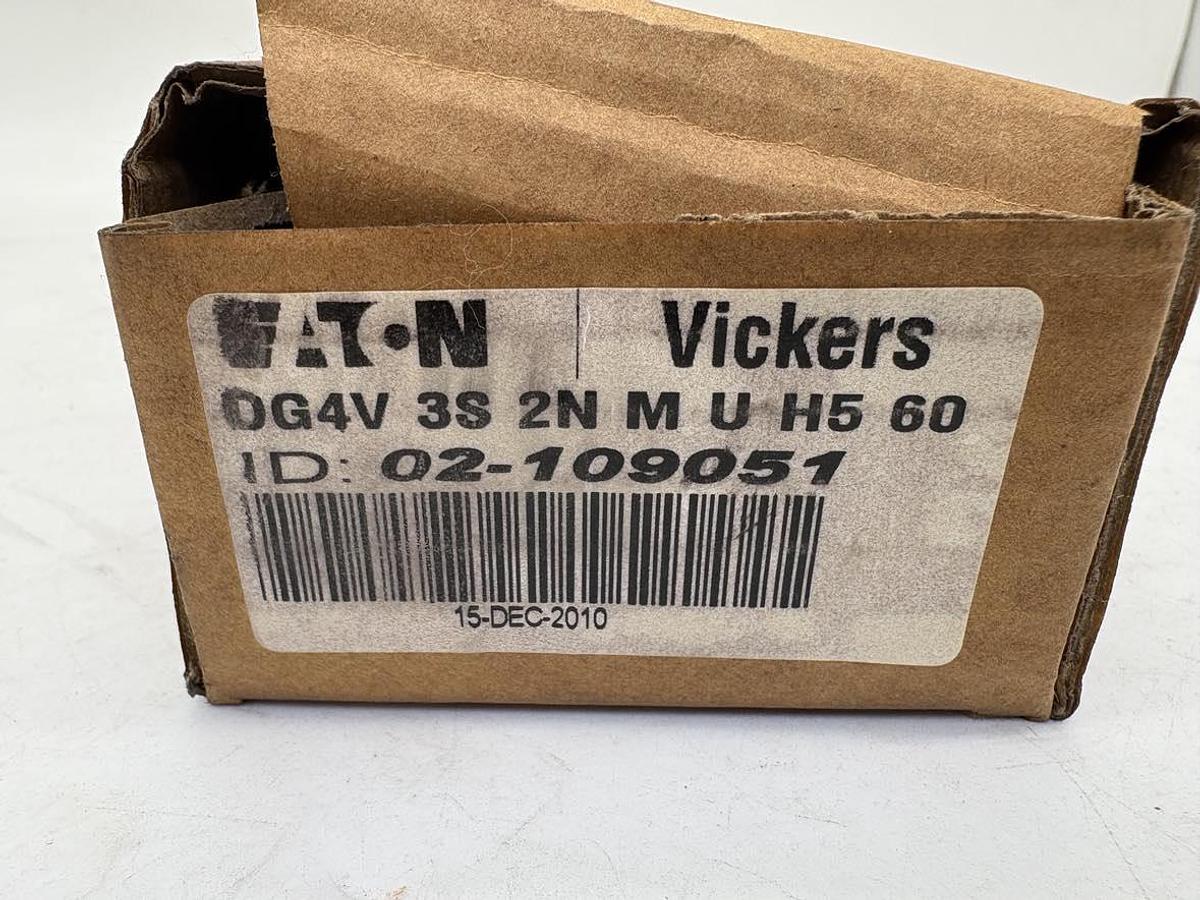 EATON | Vickers
DG4V 3S 2N M U H5 60
ID: 02-109051
15-DEC-2010